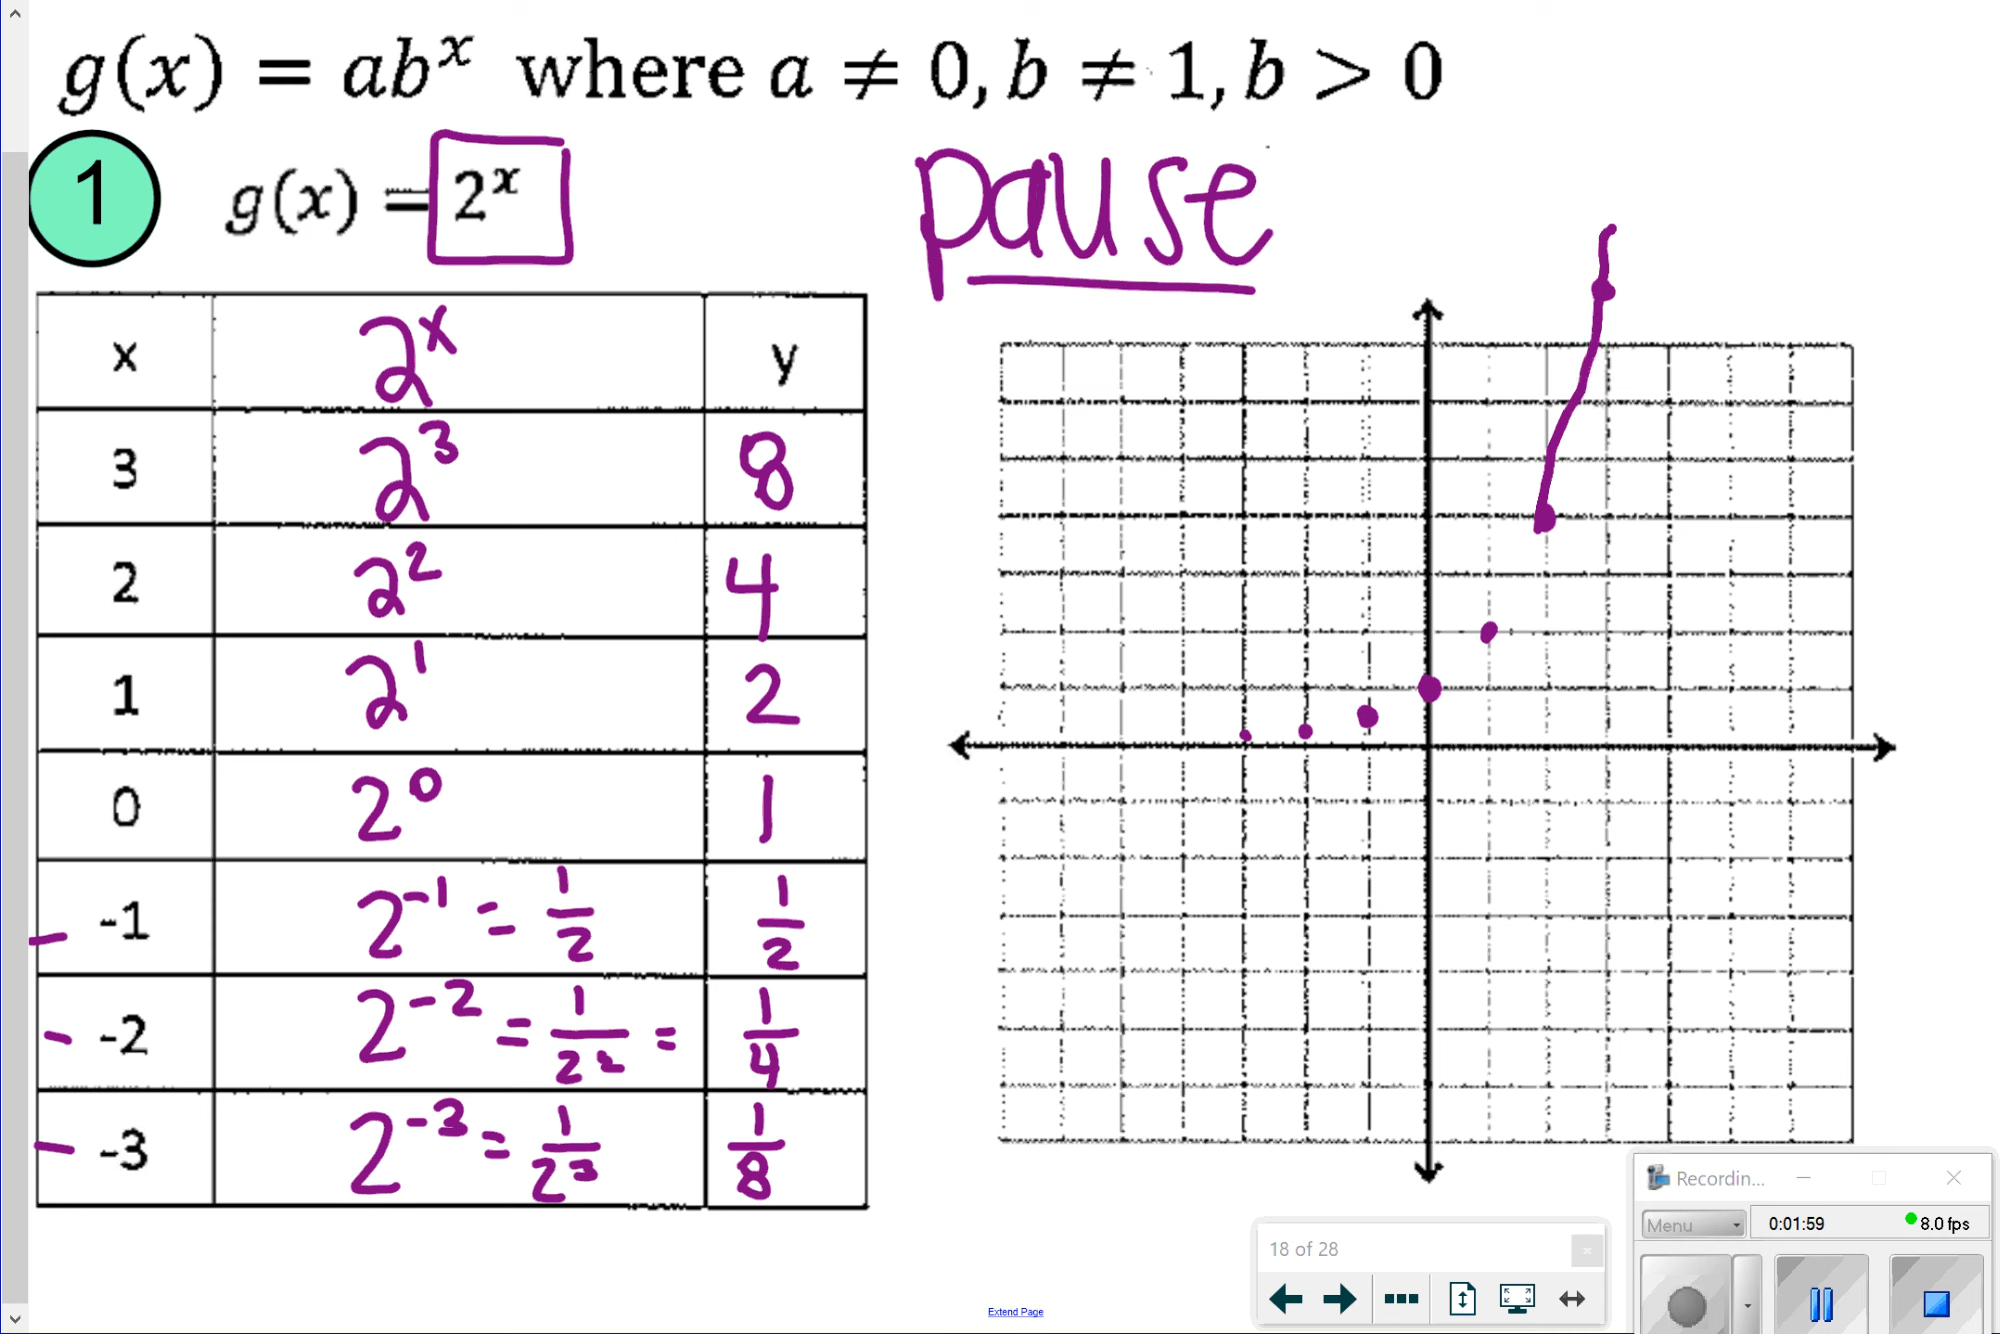 g(x) = ab^x where a ≠ 0, b ≠ 1, b > 0
1 g(x) = 2^x
pause
x 2^x y
3 2^3 8
2 2^2 4
1 2^1 2
0 2^0 1
-1 2^-1 = 1/2 1/2
-2 2^-2 = 1/2^2 = 1/4
-3 2^-3 = 1/2^3 1/8
Recordin...
Menu 0:01:59 8.0 fps
18 of 28
Extend Page